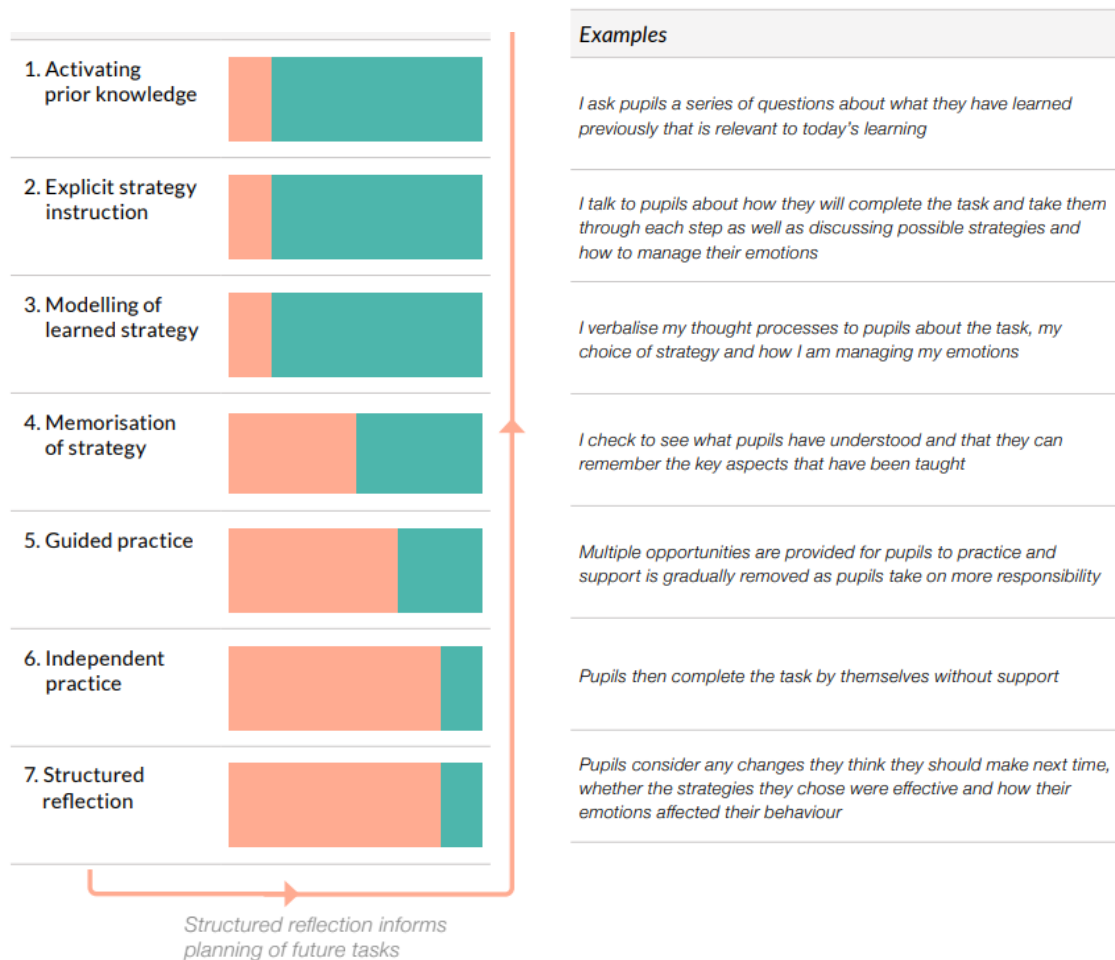 Examples
1. Activating
prior knowledge
I ask pupils a series of questions about what they have learned
previously that is relevant to today's learning
2. Explicit strategy
instruction
I talk to pupils about how they will complete the task and take them
through each step as well as discussing possible strategies and
how to manage their emotions
3. Modelling of
learned strategy
I verbalise my thought processes to pupils about the task, my
choice of strategy and how I am managing my emotions
4. Memorisation
of strategy
I check to see what pupils have understood and that they can
remember the key aspects that have been taught
5. Guided practice
Multiple opportunities are provided for pupils to practice and
support is gradually removed as pupils take on more responsibility
6. Independent
practice
Pupils then complete the task by themselves without support
7. Structured
reflection
Pupils consider any changes they think they should make next time,
whether the strategies they chose were effective and how their
emotions affected their behaviour
Structured reflection informs
planning of future tasks